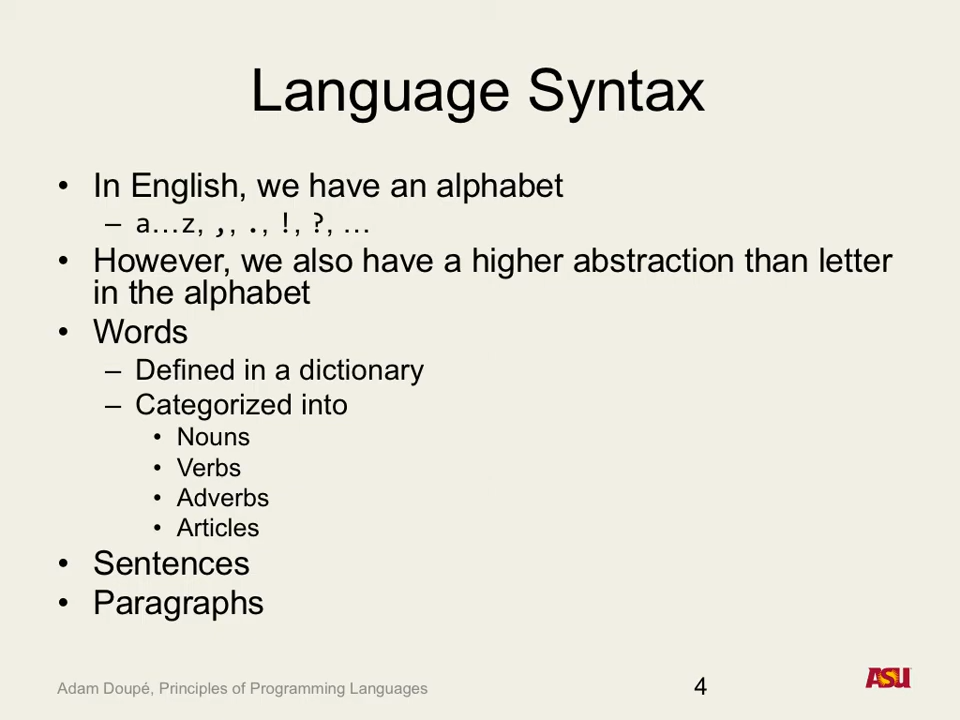 Language Syntax
• In English, we have an alphabet
– a…z, ,, ., !, ?, …
• However, we also have a higher abstraction than letter
in the alphabet
• Words
– Defined in a dictionary
– Categorized into
• Nouns
• Verbs
• Adverbs
• Articles
• Sentences
• Paragraphs
Adam Doupé, Principles of Programming Languages
4
ASU